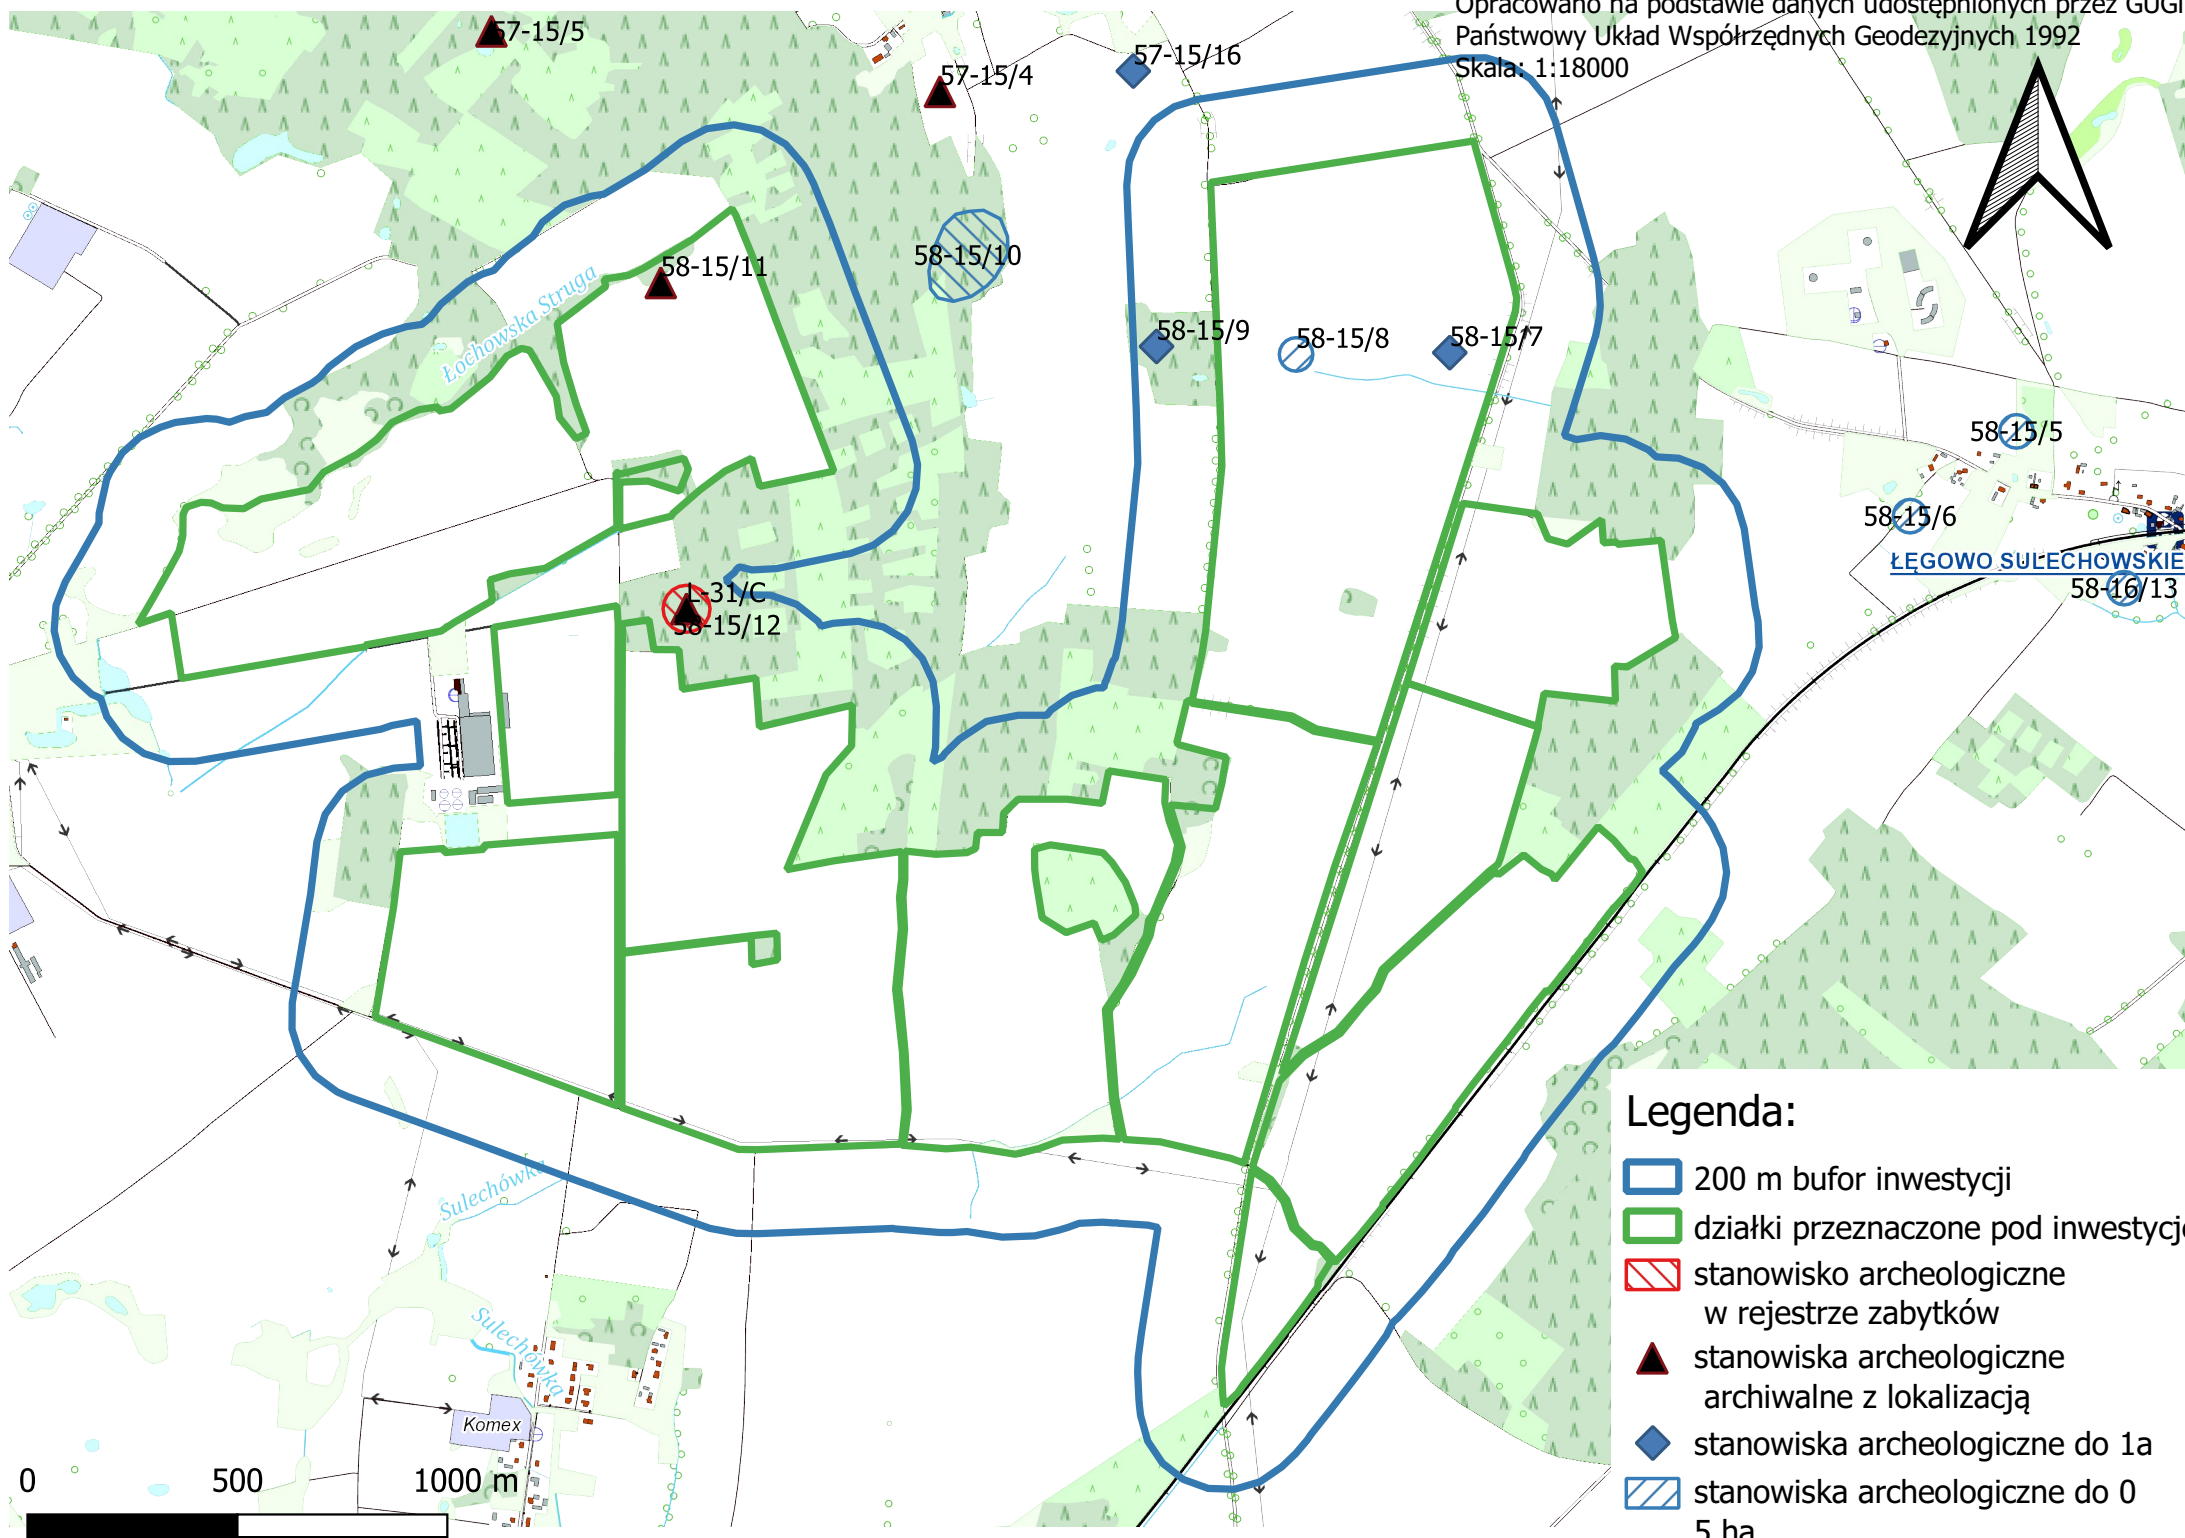 Opracowano na podstawie danych udostępnionych przez GUGi
Państwowy Układ Współrzędnych Geodezyjnych 1992
Skala: 1:18000
57-15/5
57-15/4
57-15/16
58-15/10
58-15/11
Łochowska Struga
58-15/9
58-15/8
58-15/7
58-15/5
58-15/6
ŁĘGOWO SULECHOWSKIE
58-16/13
L-31/C
58-15/12
Sulechówka
Sulechówka
Komex
0 500 1000 m
Legenda:
200 m bufor inwestycji
działki przeznaczone pod inwestycję
stanowisko archeologiczne
w rejestrze zabytków
stanowiska archeologiczne
archiwalne z lokalizacją
stanowiska archeologiczne do 1a
stanowiska archeologiczne do 0
5 ha